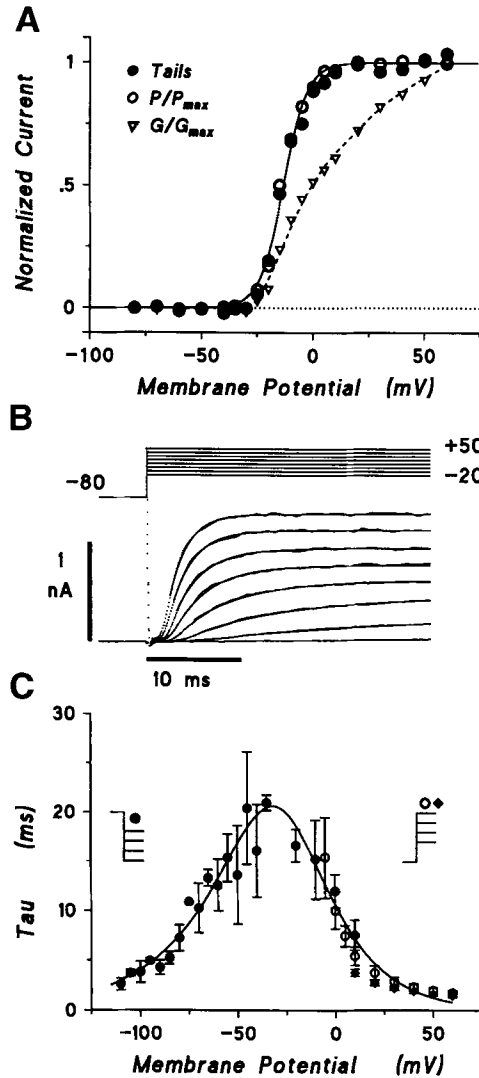 A
Normalized Current
1
.5
0
● Tails
○ P/Pmax
▽ G/Gmax
-100 -50 0 50
Membrane Potential (mV)
B
-80
+50
-20
1
nA
10 ms
C
Tau (ms)
30
20
10
0
-100 -50 0 50
Membrane Potential (mV)